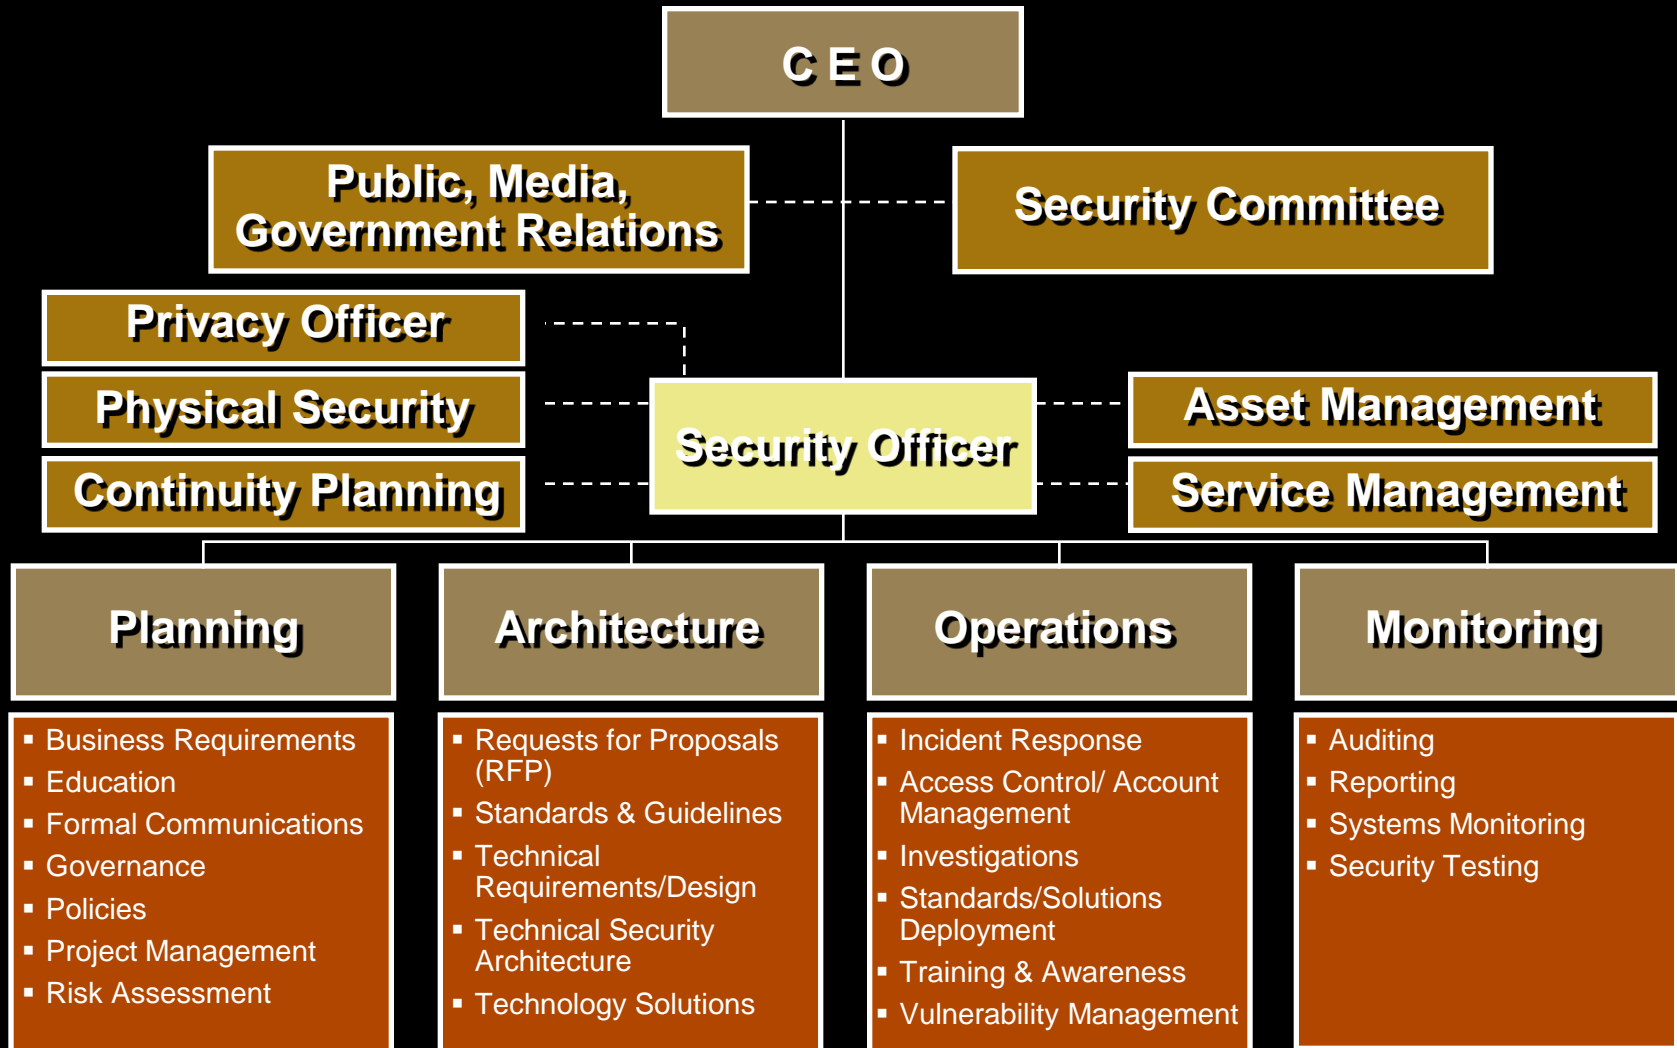 C E O
Public, Media,
Government Relations
Security Committee
Privacy Officer
Physical Security
Continuity Planning
Security Officer
Asset Management
Service Management
Planning
▪ Business Requirements
▪ Education
▪ Formal Communications
▪ Governance
▪ Policies
▪ Project Management
▪ Risk Assessment
Architecture
▪ Requests for Proposals
(RFP)
▪ Standards & Guidelines
▪ Technical
Requirements/Design
▪ Technical Security
Architecture
▪ Technology Solutions
Operations
▪ Incident Response
▪ Access Control/ Account
Management
▪ Investigations
▪ Standards/Solutions
Deployment
▪ Training & Awareness
▪ Vulnerability Management
Monitoring
▪ Auditing
▪ Reporting
▪ Systems Monitoring
▪ Security Testing